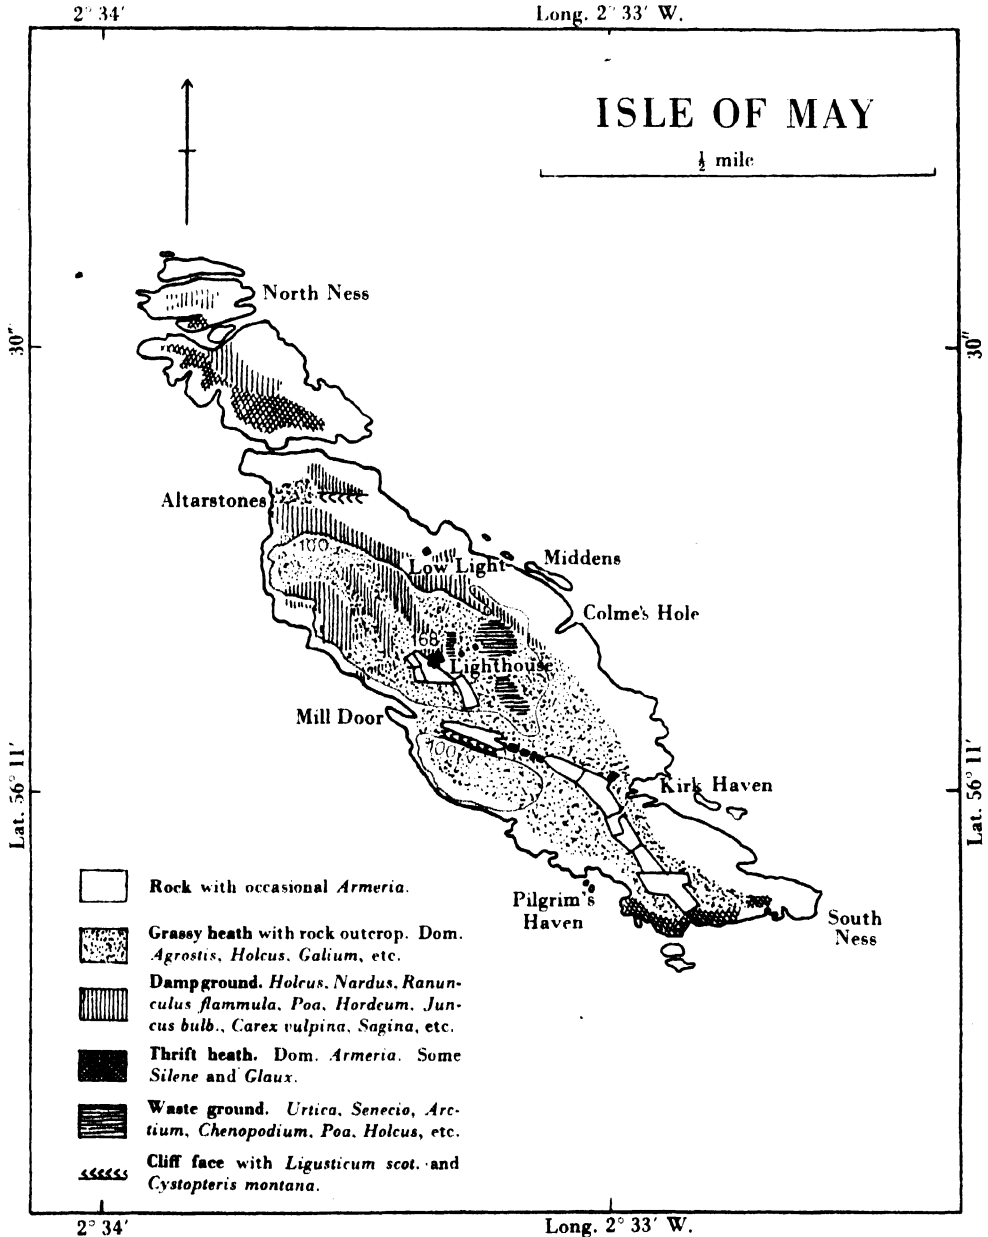 2° 34′ Long. 2° 33′ W.
ISLE OF MAY
½ mile
North Ness
30″ 30″
Altarstones
100
Low Light
Middens
Colme's Hole
168
Lighthouse
Mill Door
100
Lat. 56° 11′ Lat. 56° 11′
Kirk Haven
Pilgrim's
Haven
South
Ness
Rock with occasional Armeria.
Grassy heath with rock outcrop. Dom.
Agrostis, Holcus, Galium, etc.
Damp ground. Holcus, Nardus, Ranun-
culus flammula, Poa, Hordeum, Jun-
cus bulb., Carex vulpina, Sagina, etc.
Thrift heath. Dom. Armeria. Some
Silene and Glaux.
Waste ground. Urtica, Senecio, Arc-
tium, Chenopodium, Poa, Holcus, etc.
Cliff face with Ligusticum scot. and
Cystopteris montana.
2° 34′ Long. 2° 33′ W.